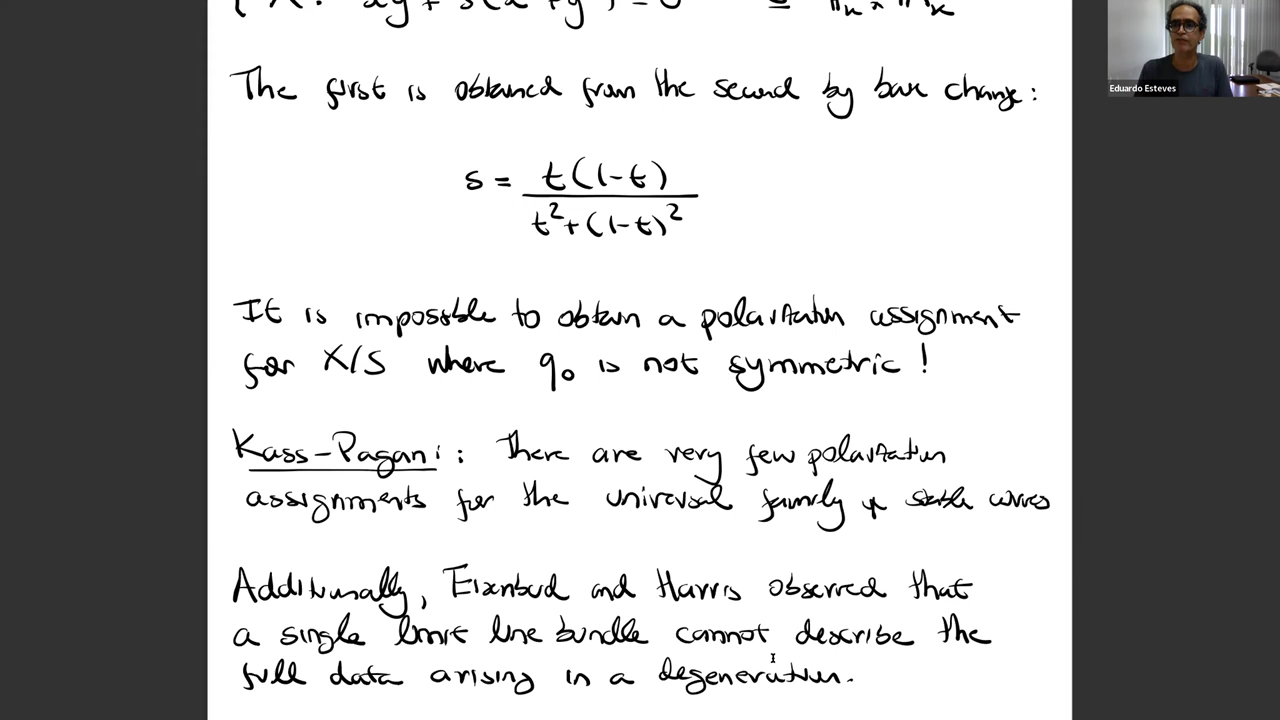 The first is obtained from the second by base change:
s = t(1-t) / t²+(1-t)²
It is impossible to obtain a polarization assignment
for X/S where q₀ is not symmetric!
Kass-Pagani: There are very few polarization
assignments for the universal family of stable curves
Additionally, Eisenbud and Harris observed that
a single limit line bundle cannot describe the
full data arising in a degeneration.
Eduardo Esteves